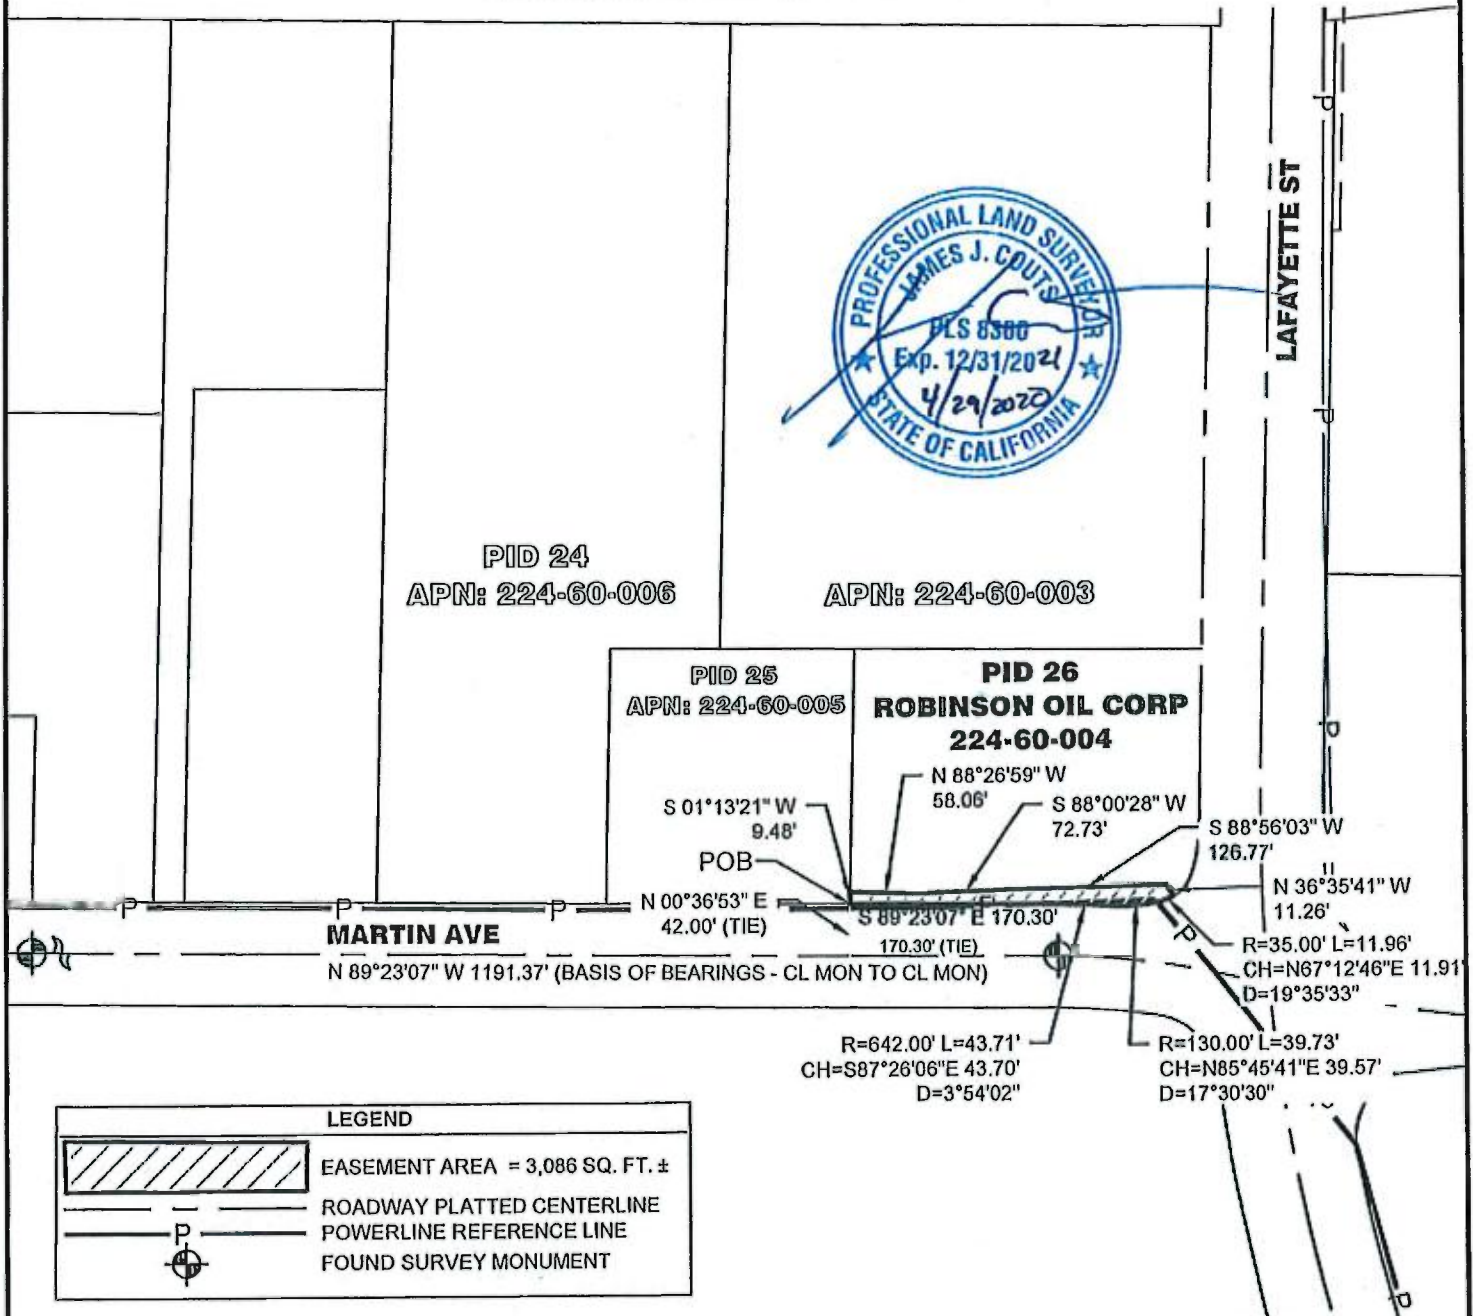 PROFESSIONAL LAND SURVEYOR
JAMES J. COUTS
Exp. 12/31/2021
4/29/2020
STATE OF CALIFORNIA
LAFAYETTE ST
P
P
P
PID 24
APN: 224-60-006
APN: 224-60-003
PID 25
APN: 224-60-005
PID 26
ROBINSON OIL CORP
224-60-004
N 88°26'59" W
58.06'
S 88°00'28" W
72.73'
S 01°13'21" W
9.48'
S 88°56'03" W
126.77'
POB
N 36°35'41" W
11.26'
N 00°36'53" E
42.00' (TIE)
S 89°23'07" E 170.30'
170.30' (TIE)
P
P
P
P
MARTIN AVE
N 89°23'07" W 1191.37' (BASIS OF BEARINGS - CL MON TO CL MON)
R=35.00' L=11.96'
CH=N67°12'46"E 11.91'
D=19°35'33"
R=642.00' L=43.71'
CH=S87°26'06"E 43.70'
D=3°54'02"
R=130.00' L=39.73'
CH=N85°45'41"E 39.57'
D=17°30'30"
LEGEND
EASEMENT AREA = 3,086 SQ. FT. ±
ROADWAY PLATTED CENTERLINE
P
POWERLINE REFERENCE LINE
FOUND SURVEY MONUMENT
P